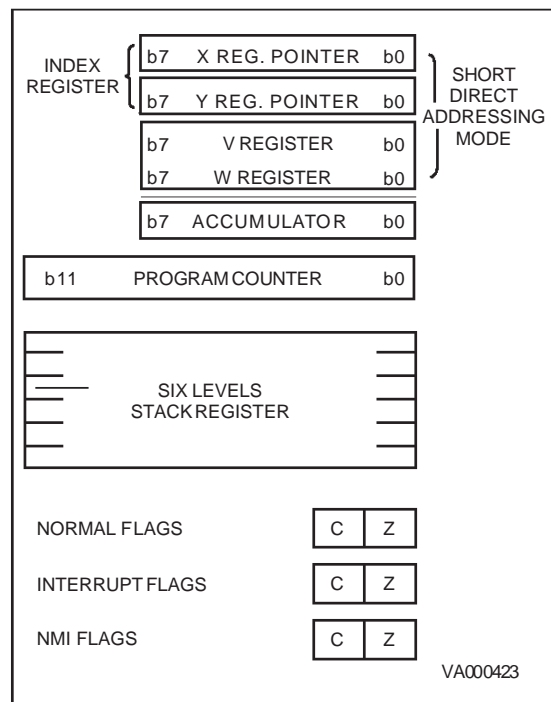 INDEX
REGISTER
b7 X REG. POINTER b0
b7 Y REG. POINTER b0
b7 V REGISTER b0
b7 W REGISTER b0
b7 ACCUMULATOR b0
SHORT
DIRECT
ADDRESSING
MODE
b11 PROGRAM COUNTER b0
SIX LEVELS
STACK REGISTER
NORMAL FLAGS C Z
INTERRUPT FLAGS C Z
NMI FLAGS C Z
VA000423